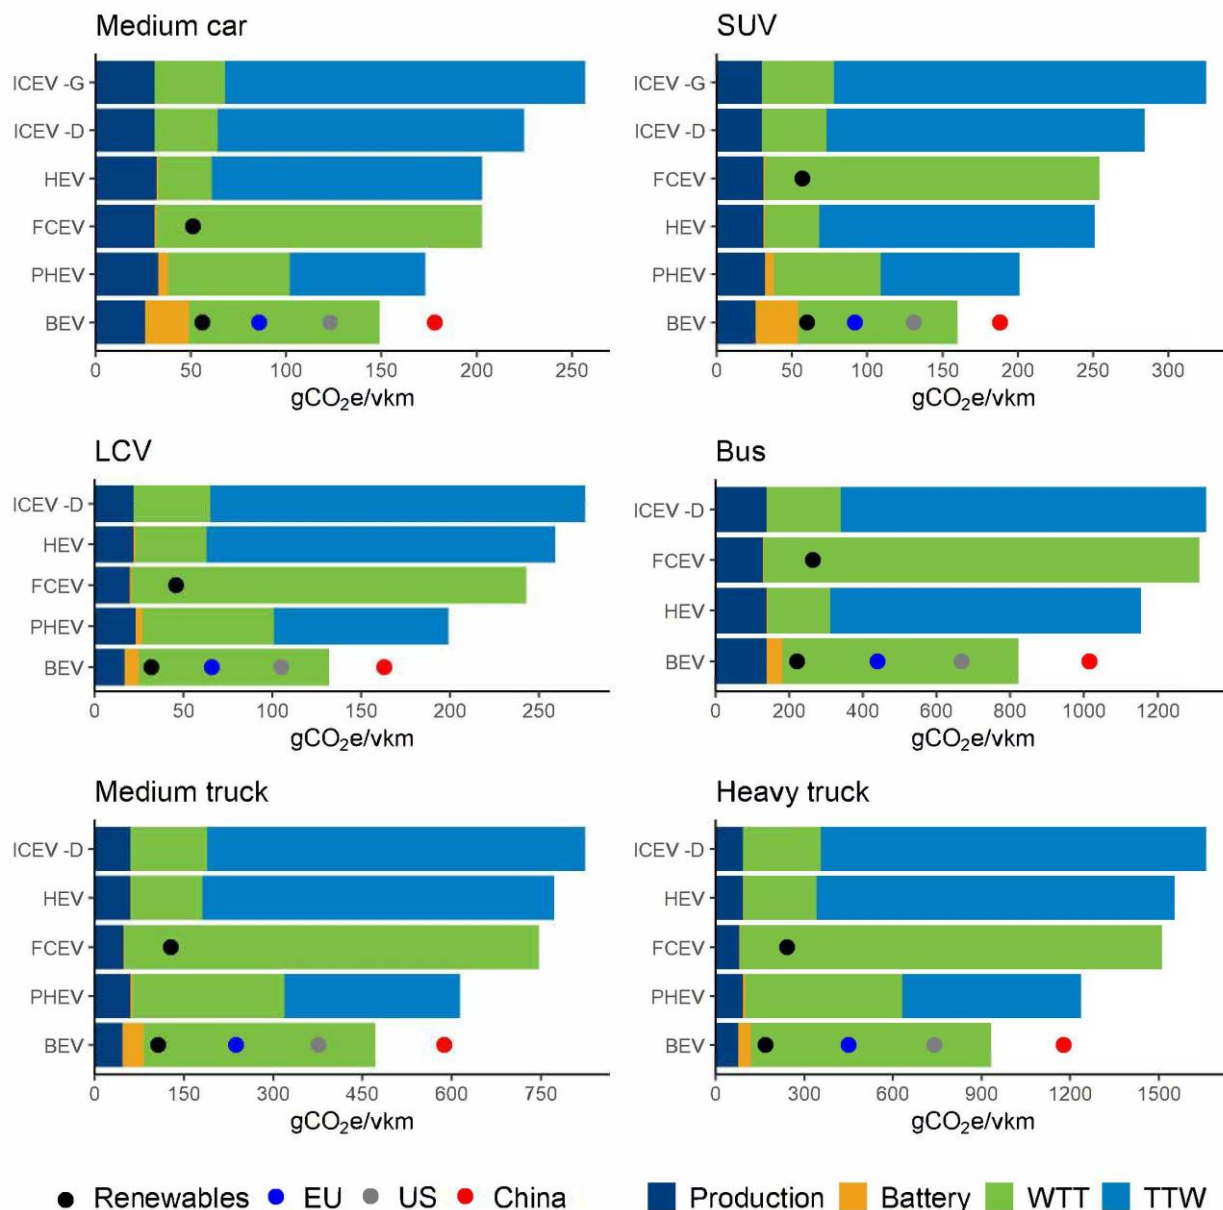 Medium car
ICEV -G
ICEV -D
HEV
FCEV
PHEV
BEV
0 50 100 150 200 250
gCO₂e/vkm
SUV
ICEV -G
ICEV -D
FCEV
HEV
PHEV
BEV
0 50 100 150 200 250 300
gCO₂e/vkm
LCV
ICEV -D
HEV
FCEV
PHEV
BEV
0 50 100 150 200 250
gCO₂e/vkm
Bus
ICEV -D
FCEV
HEV
BEV
0 200 400 600 800 1000 1200
gCO₂e/vkm
Medium truck
ICEV -D
HEV
FCEV
PHEV
BEV
0 150 300 450 600 750
gCO₂e/vkm
Heavy truck
ICEV -D
HEV
FCEV
PHEV
BEV
0 300 600 900 1200 1500
gCO₂e/vkm
Renewables EU US China
Production Battery WTT TTW